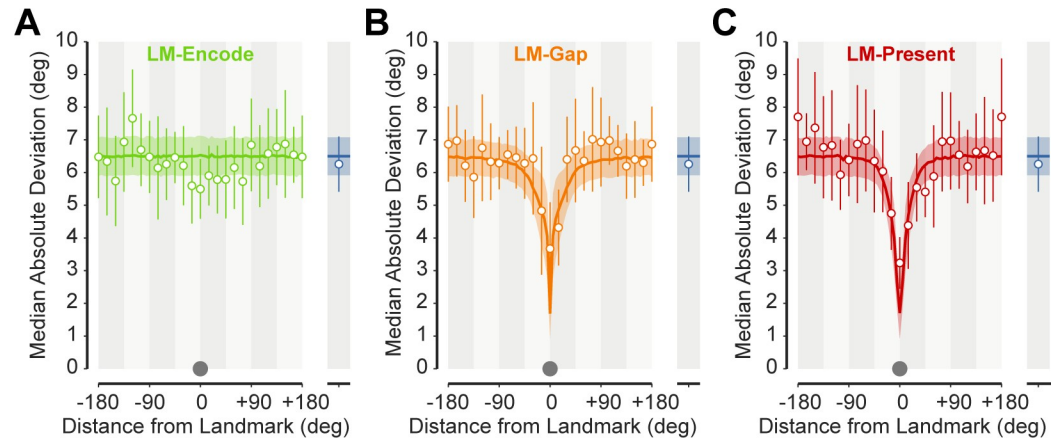 A
LM-Encode
Median Absolute Deviation (deg)
10
9
8
7
6
5
4
3
2
1
0
-180 -90 0 +90 +180
Distance from Landmark (deg)
B
LM-Gap
Median Absolute Deviation (deg)
10
9
8
7
6
5
4
3
2
1
0
-180 -90 0 +90 +180
Distance from Landmark (deg)
C
LM-Present
Median Absolute Deviation (deg)
10
9
8
7
6
5
4
3
2
1
0
-180 -90 0 +90 +180
Distance from Landmark (deg)